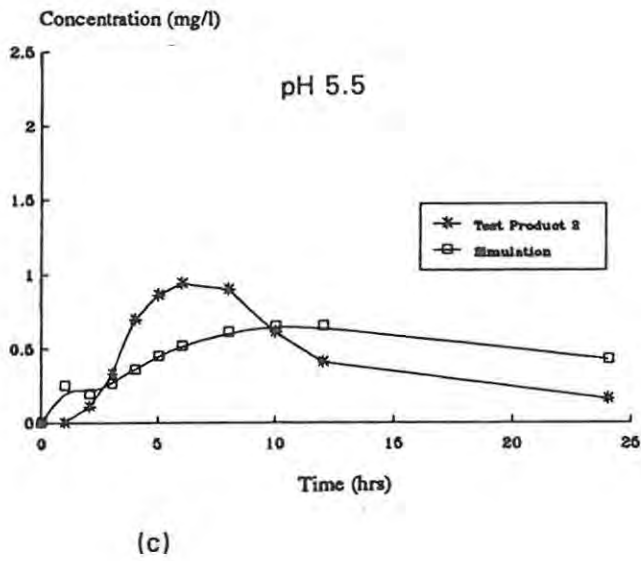 Concentration (mg/l)
2.5
pH 5.5
2
1.5
Test Product 2
Simulation
1
0.5
0
0 5 10 15 20 25
Time (hrs)
(c)